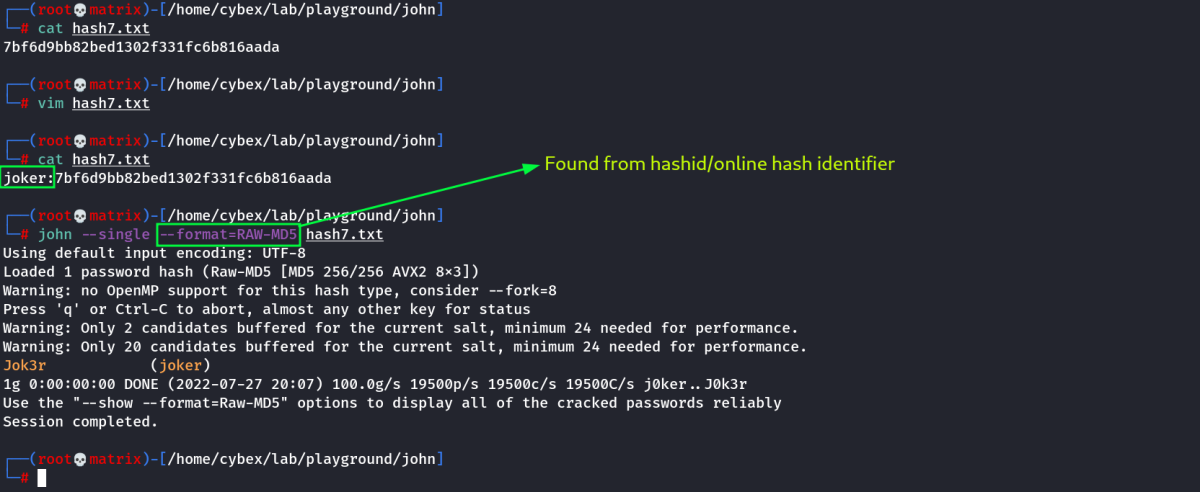 ┌──(root💀matrix)-[/home/cybex/lab/playground/john]
└─# cat hash7.txt
7bf6d9bb82bed1302f331fc6b816aada
┌──(root💀matrix)-[/home/cybex/lab/playground/john]
└─# vim hash7.txt
┌──(root💀matrix)-[/home/cybex/lab/playground/john]
└─# cat hash7.txt
joker:7bf6d9bb82bed1302f331fc6b816aada
Found from hashid/online hash identifier
┌──(root💀matrix)-[/home/cybex/lab/playground/john]
└─# john --single --format=RAW-MD5 hash7.txt
Using default input encoding: UTF-8
Loaded 1 password hash (Raw-MD5 [MD5 256/256 AVX2 8×3])
Warning: no OpenMP support for this hash type, consider --fork=8
Press 'q' or Ctrl-C to abort, almost any other key for status
Warning: Only 2 candidates buffered for the current salt, minimum 24 needed for performance.
Warning: Only 20 candidates buffered for the current salt, minimum 24 needed for performance.
Jok3r            (joker)
1g 0:00:00:00 DONE (2022-07-27 20:07) 100.0g/s 19500p/s 19500c/s 19500C/s j0ker..J0k3r
Use the "--show --format=Raw-MD5" options to display all of the cracked passwords reliably
Session completed.
┌──(root💀matrix)-[/home/cybex/lab/playground/john]
└─#